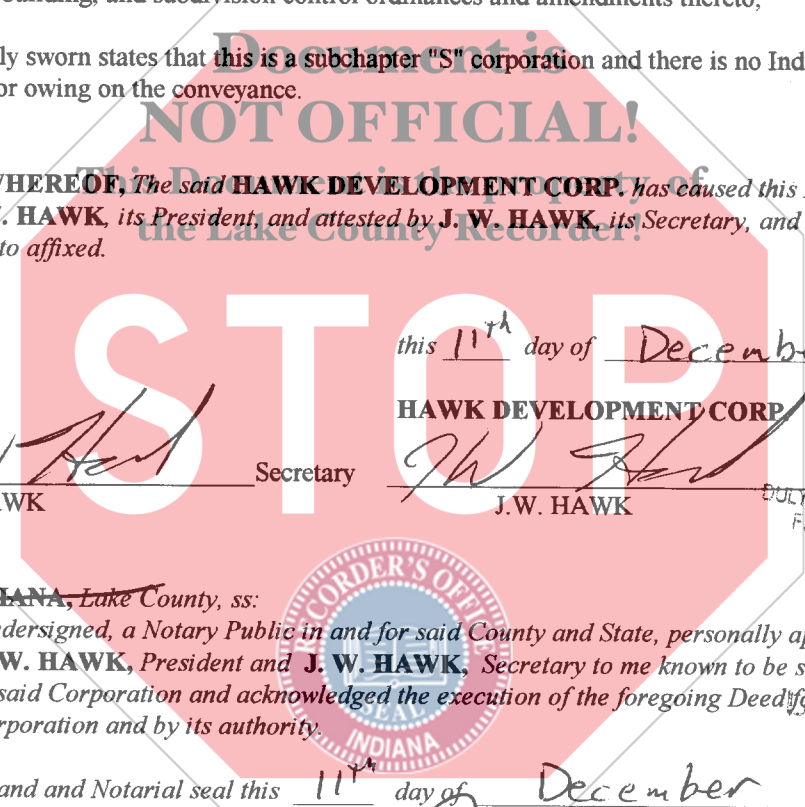 ounding, and subdivision control ordinances and amendments thereto,
ly sworn states that this is a subchapter "S" corporation and there is no Ind
or owing on the conveyance.
Document is
NOT OFFICIAL!
This Document is the property of
the Lake County Recorder!
WHEREOF, The said HAWK DEVELOPMENT CORP. has caused this
. HAWK, its President, and attested by J. W. HAWK, its Secretary, and
to affixed.
STOP
this 11th day of Decemb
HAWK DEVELOPMENT CORP
Secretary
JW Hawk
WK
J.W. HAWK
DULY
IANA, Lake County, ss:
dersigned, a Notary Public in and for said County and State, personally ap
W. HAWK, President and J. W. HAWK, Secretary to me known to be s
said Corporation and acknowledged the execution of the foregoing Deed
rporation and by its authority.
RECORDER'S OFFICE
SEAL
INDIANA
and and Notarial seal this 11th day of December